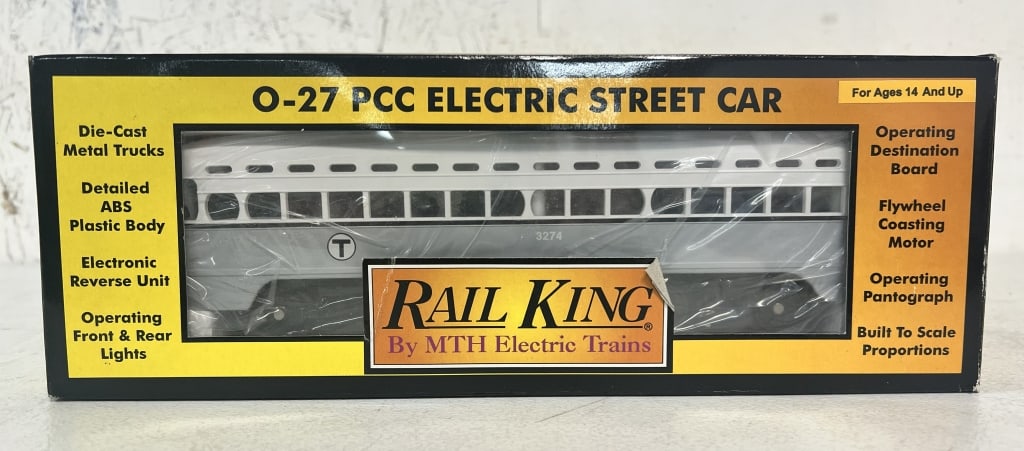 O-27 PCC ELECTRIC STREET CAR
For Ages 14 And Up
Die-Cast
Metal Trucks
Detailed
ABS
Plastic Body
Electronic
Reverse Unit
Operating
Front & Rear
Lights
T
3274
RAIL KING®
By MTH Electric Trains
Operating
Destination
Board
Flywheel
Coasting
Motor
Operating
Pantograph
Built To Scale
Proportions